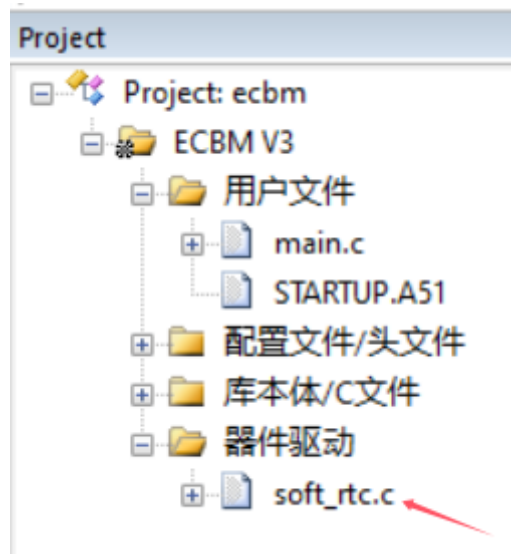 Project
Project: ecbm
ECBM V3
用户文件
main.c
STARTUP.A51
配置文件/头文件
库本体/C文件
器件驱动
soft_rtc.c